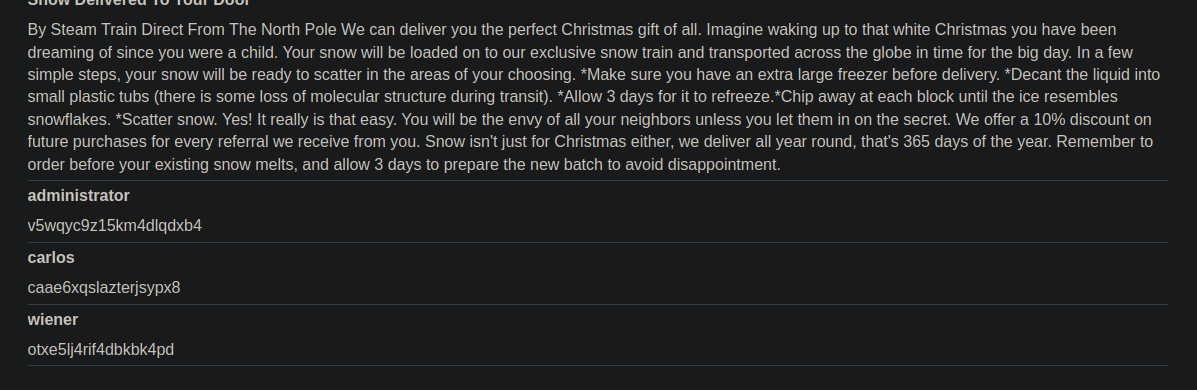 Snow Delivered To Your Door
By Steam Train Direct From The North Pole We can deliver you the perfect Christmas gift of all. Imagine waking up to that white Christmas you have been
dreaming of since you were a child. Your snow will be loaded on to our exclusive snow train and transported across the globe in time for the big day. In a few
simple steps, your snow will be ready to scatter in the areas of your choosing. *Make sure you have an extra large freezer before delivery. *Decant the liquid into
small plastic tubs (there is some loss of molecular structure during transit). *Allow 3 days for it to refreeze.*Chip away at each block until the ice resembles
snowflakes. *Scatter snow. Yes! It really is that easy. You will be the envy of all your neighbors unless you let them in on the secret. We offer a 10% discount on
future purchases for every referral we receive from you. Snow isn't just for Christmas either, we deliver all year round, that's 365 days of the year. Remember to
order before your existing snow melts, and allow 3 days to prepare the new batch to avoid disappointment.
administrator
v5wqyc9z15km4dlqdxb4
carlos
caae6xqslazterjsypx8
wiener
otxe5lj4rif4dbkbk4pd